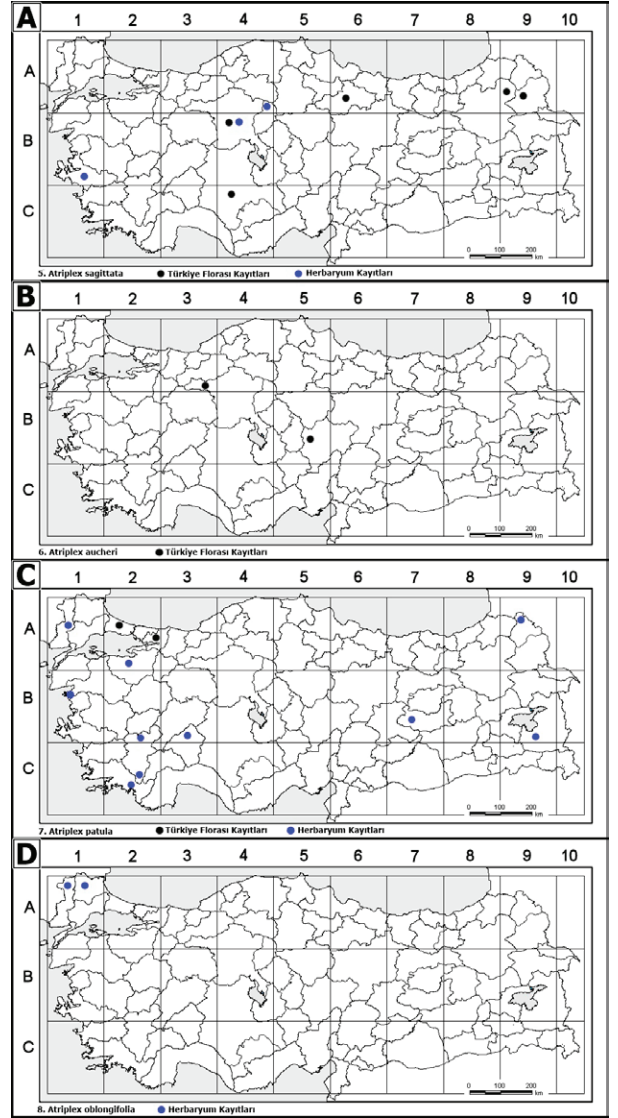 A 1 2 3 4 5 6 7 8 9 10
A
B
C
0 100 200
km
5. Atriplex sagittata ● Türkiye Florası Kayıtları ● Herbaryum Kayıtları
B 1 2 3 4 5 6 7 8 9 10
A
B
C
0 100 200
km
6. Atriplex aucheri ● Türkiye Florası Kayıtları
C 1 2 3 4 5 6 7 8 9 10
A
B
C
0 100 200
km
7. Atriplex patula ● Türkiye Florası Kayıtları ● Herbaryum Kayıtları
D 1 2 3 4 5 6 7 8 9 10
A
B
C
0 100 200
km
8. Atriplex oblongifolia ● Herbaryum Kayıtları